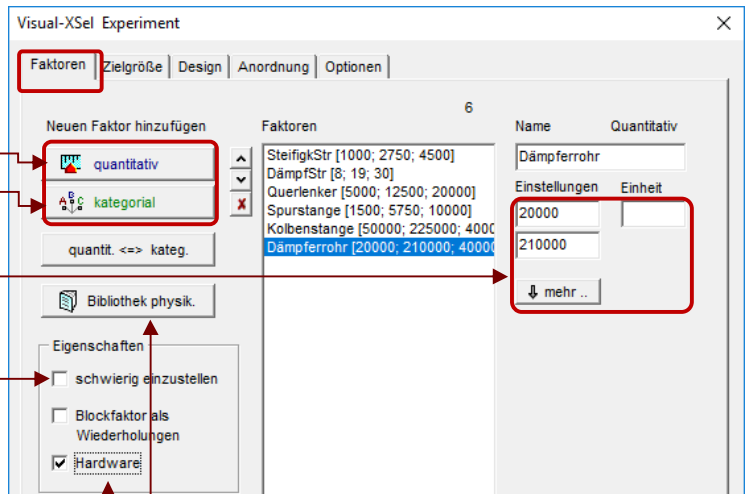 Visual-XSel Experiment
Faktoren Zielgröße Design Anordnung Optionen
6
Neuen Faktor hinzufügen
quantitativ
kategorial
quantit. <=> kateg.
Bibliothek physik.
Eigenschaften
schwierig einzustellen
Blockfaktor als
Wiederholungen
Hardware
Faktoren
SteifigkStr [1000; 2750; 4500]
DämpfStr [8; 19; 30]
Querlenker [5000; 12500; 20000]
Spurstange [1500; 5750; 10000]
Kolbenstange [50000; 225000; 4000
Dämpferrohr [20000; 210000; 40000
Name Quantitativ
Dämpferrohr
Einstellungen Einheit
20000
210000
mehr ..